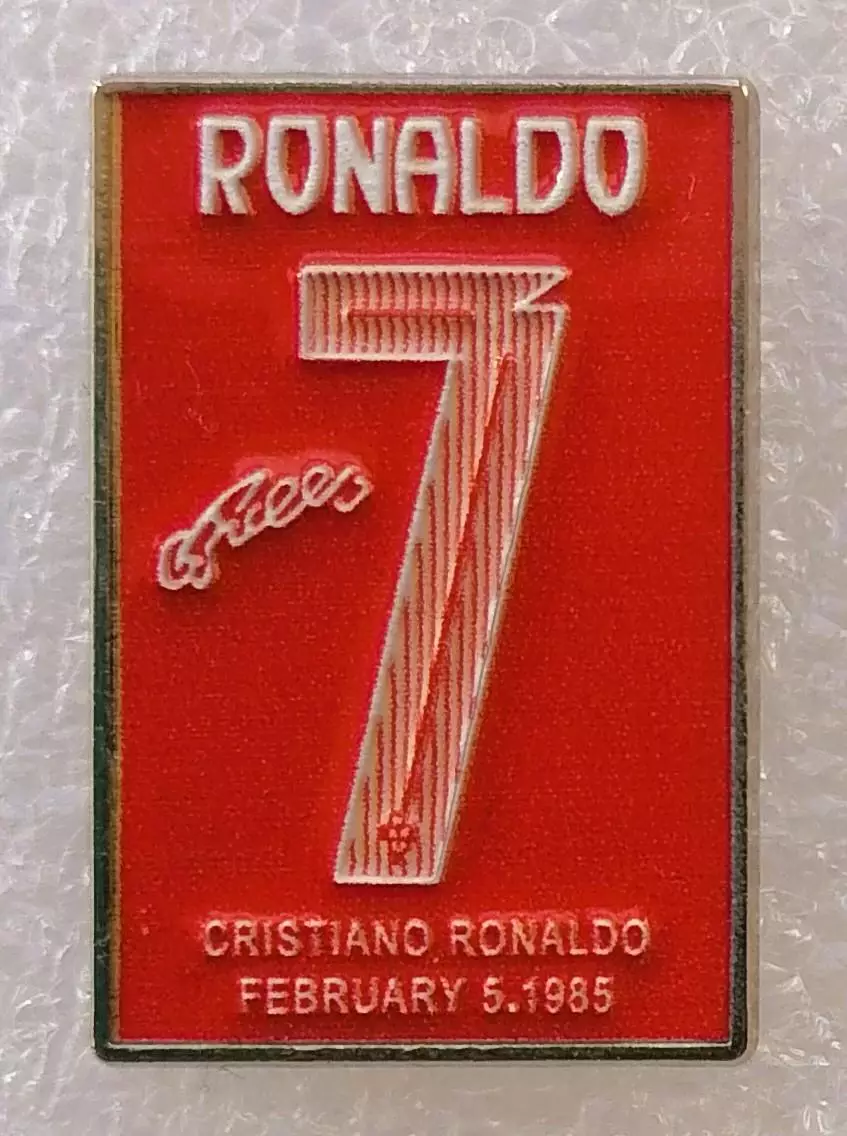 RONALDO
7
CRISTIANO RONALDO
FEBRUARY 5.1985